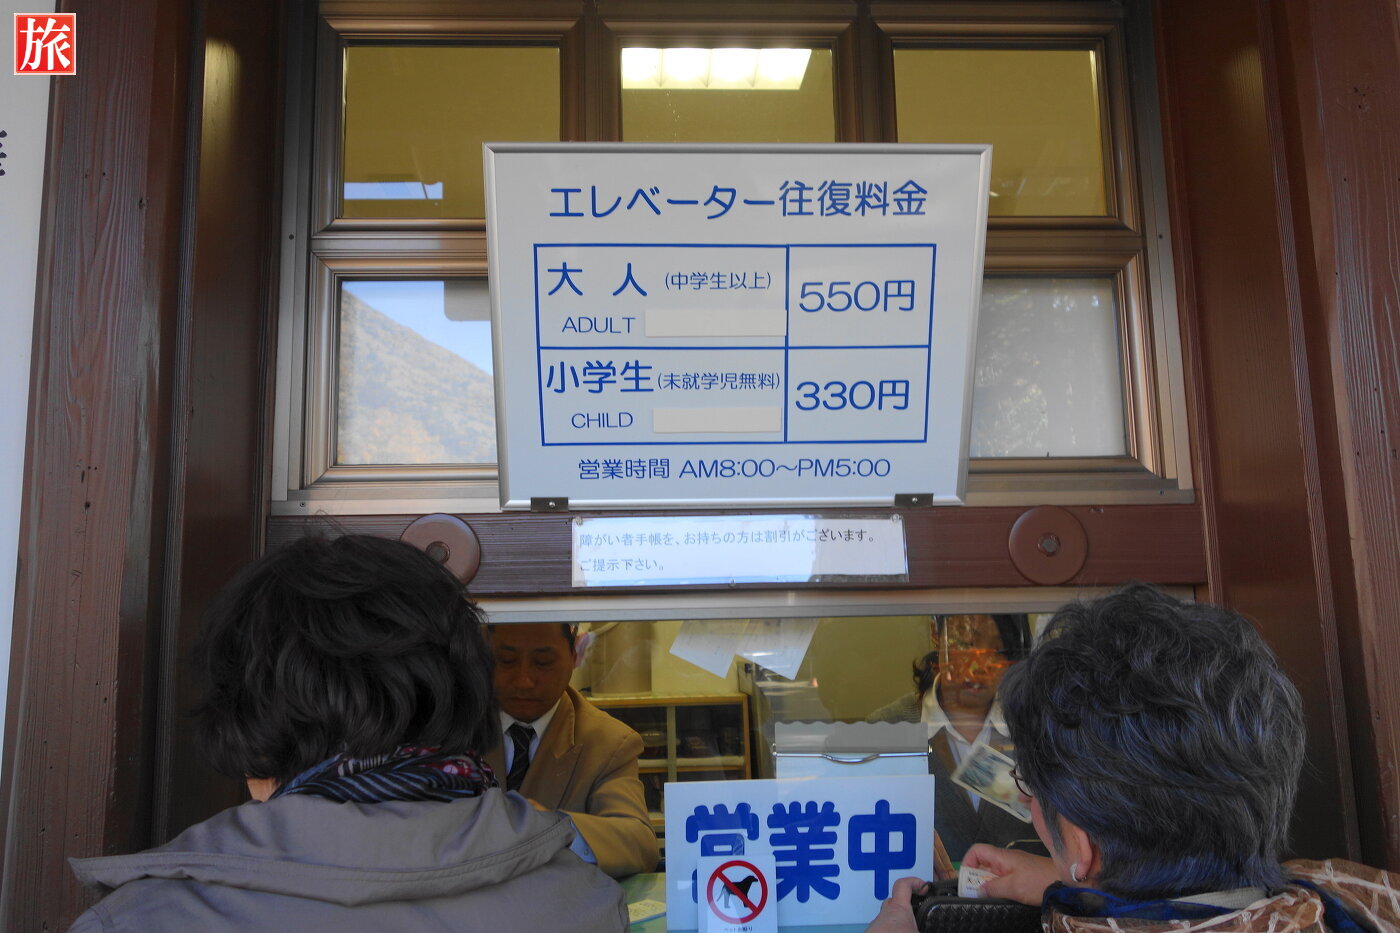 旅
エレベーター往復料金
大 人 (中学生以上)
ADULT
550円
小学生 (未就学児無料)
CHILD
330円
営業時間 AM8:00～PM5:00
障がい者手帳を、お持ちの方は割引がございます。
ご提示下さい。
営業中